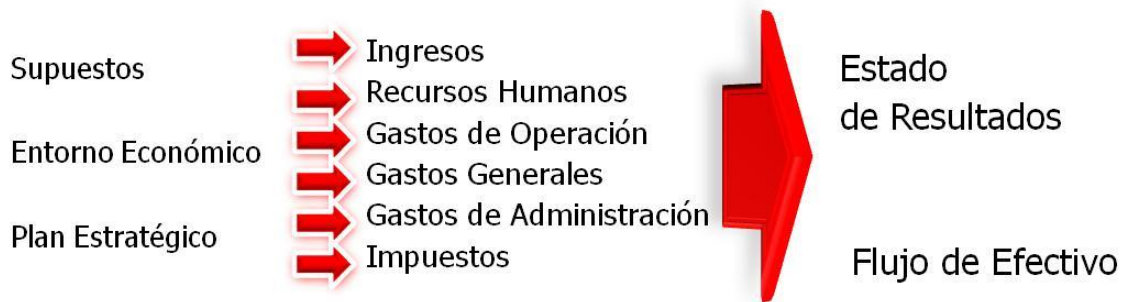 Supuestos
Entorno Económico
Plan Estratégico
Ingresos
Recursos Humanos
Gastos de Operación
Gastos Generales
Gastos de Administración
Impuestos
Estado
de Resultados
Flujo de Efectivo